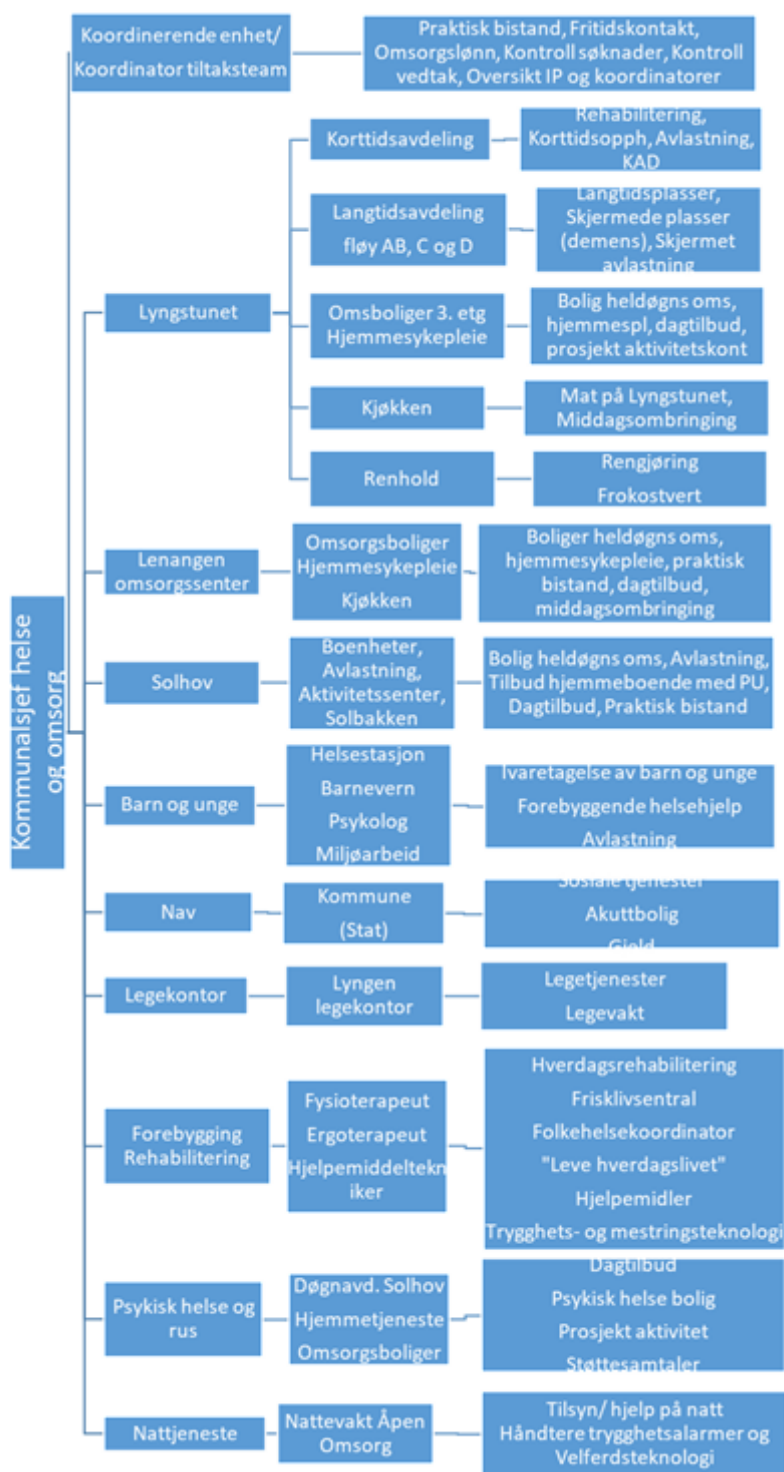 Kommunalsjef helse
og omsorg
Koordinerende enhet/
Koordinator tiltaksteam
Praktisk bistand, Fritidskontakt,
Omsorgslønn, Kontroll søknader, Kontroll
vedtak, Oversikt IP og koordinatorer
Lyngstunet
Korttidsavdeling
Rehabilitering,
Korttidsopph, Avlastning,
KAD
Langtidsavdeling
fløy AB, C og D
Langtidsplasser,
Skjermede plasser
(demens), Skjermet
avlastning
Omsboliger 3. etg
Hjemmesykepleie
Bolig heldøgns oms,
hjemmespl, dagtilbud,
prosjekt aktivitetskont
Kjøkken
Mat på Lyngstunet,
Middagsombringing
Renhold
Rengjøring
Frokostvert
Lenangen
omsorgssenter
Omsorgsboliger
Hjemmesykepleie
Kjøkken
Boliger heldøgns oms,
hjemmesykepleie, praktisk
bistand, dagtilbud,
middagsombringing
Solhov
Boenheter,
Avlastning,
Aktivitetssenter,
Solbakken
Bolig heldøgns oms, Avlastning,
Tilbud hjemmeboende med PU,
Dagtilbud, Praktisk bistand
Barn og unge
Helsestasjon
Barnevern
Psykolog
Miljøarbeid
Ivaretagelse av barn og unge
Forebyggende helsehjelp
Avlastning
Nav
Kommune
(Stat)
Sosiale tjenester
Akuttbolig
Gjeld
Legekontor
Lyngen
legekontor
Legetjenester
Legevakt
Forebygging
Rehabilitering
Fysioterapeut
Ergoterapeut
Hjelpemiddeltekn
iker
Hverdagsrehabilitering
Frisklivsentral
Folkehelsekoordinator
"Leve hverdagslivet"
Hjelpemidler
Trygghets- og mestringsteknologi
Psykisk helse og
rus
Døgnavd. Solhov
Hjemmetjeneste
Omsorgsboliger
Dagtilbud
Psykisk helse bolig
Prosjekt aktivitet
Støttesamtaler
Nattjeneste
Nattevakt Åpen
Omsorg
Tilsyn/ hjelp på natt
Håndtere trygghetsalarmer og
Velferdsteknologi